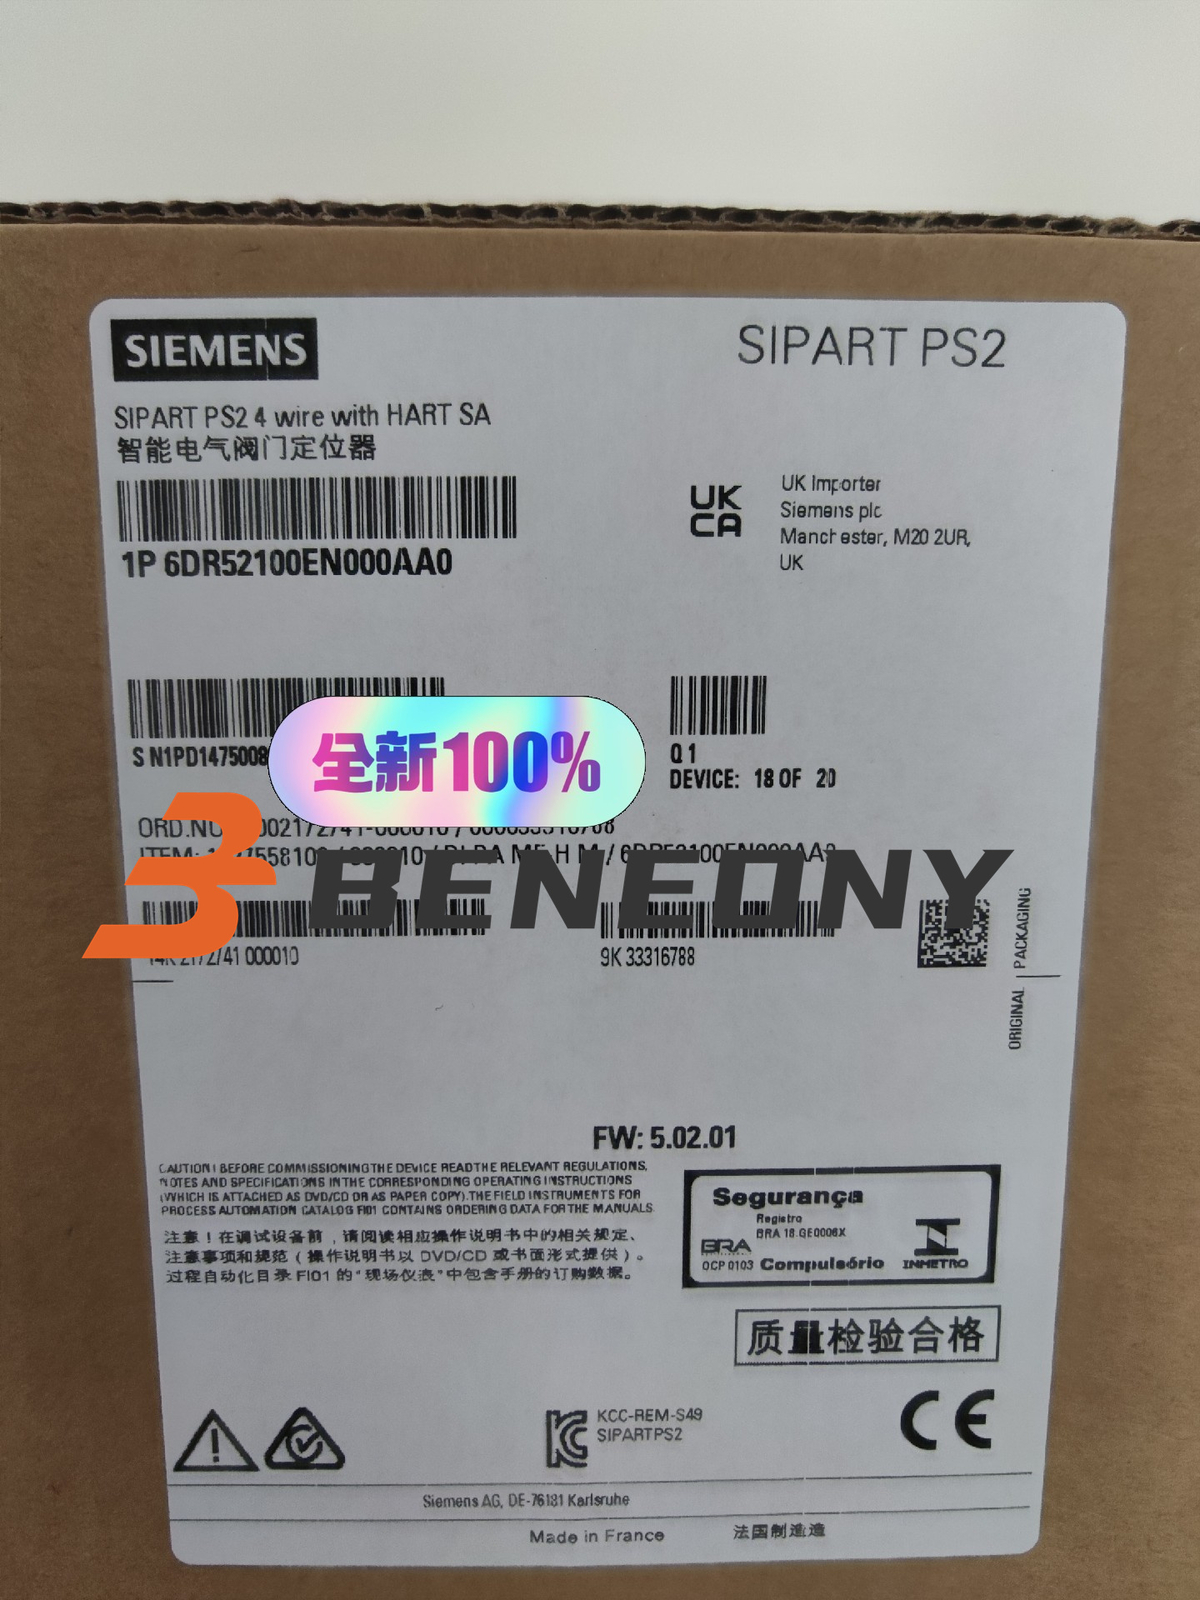 SIEMENS
SIPART PS2
SIPART PS2 4 wire with HART SA
智能电气阀门定位器
1P 6DR52100EN000AA0
UK
CA
UK Importer
Siemens plc
Manchester, M20 2UR,
UK
S N1PD1475008
全新100%
Q 1
DEVICE: 18 OF 20
ORD.NO
ITEM:
BENEONY
14K 2172741 000010
9K 33316788
ORIGINAL PACKAGING
FW: 5.02.01
CAUTION! BEFORE COMMISSIONING THE DEVICE READ THE RELEVANT REGULATIONS,
NOTES AND SPECIFICATIONS IN THE CORRESPONDING OPERATING INSTRUCTIONS
(WHICH IS ATTACHED AS DVD/CD OR AS PAPER COPY). THE FIELD INSTRUMENTS FOR
PROCESS AUTOMATION CATALOG FI01 CONTAINS ORDERING DATA FOR THE MANUALS
注意！在调试设备前，请阅读相应操作说明书中的相关规定、
注意事项和规范（操作说明书以 DVD/CD 或书面形式提供）。
过程自动化目录 FI01 的"现场仪表"中包含手册的订购数据。
Segurança
Registro
BRA 18.GE0006X
BRA
OCP 0103 Compulsório
INMETRO
质量检验合格
KCC-REM-S49
SIPARTPS2
CE
Siemens AG, DE-76181 Karlsruhe
Made in France 法国制造造